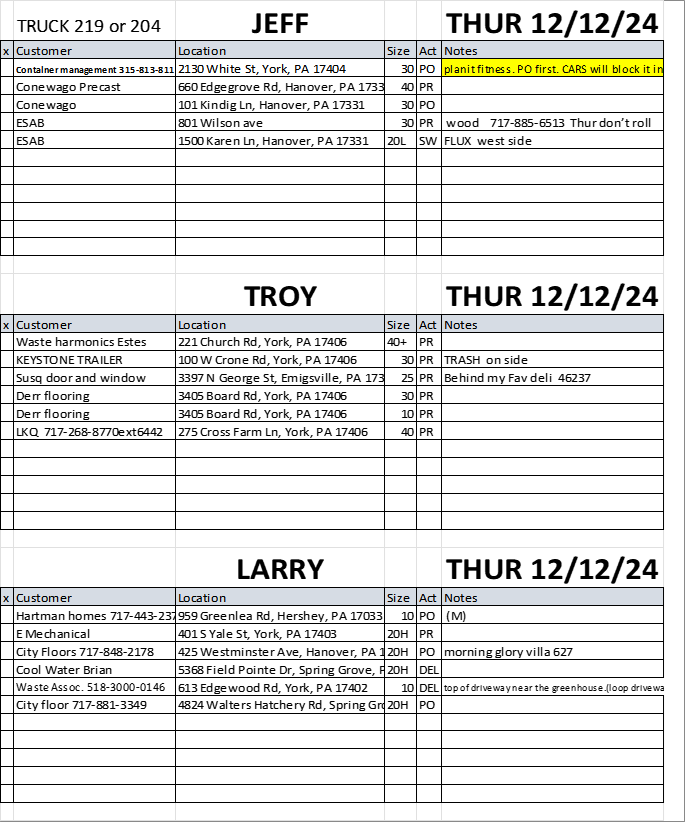 TRUCK 219 or 204 JEFF THUR 12/12/24
x Customer Location Size Act Notes
Container management 315-813-811 2130 White St, York, PA 17404 30 PO planit fitness. PO first. CARS will block it in
Conewago Precast 660 Edgegrove Rd, Hanover, PA 1733 40 PR
Conewago 101 Kindig Ln, Hanover, PA 17331 30 PO
ESAB 801 Wilson ave 30 PR wood 717-885-6513 Thur don't roll
ESAB 1500 Karen Ln, Hanover, PA 17331 20L SW FLUX west side
TROY THUR 12/12/24
x Customer Location Size Act Notes
Waste harmonics Estes 221 Church Rd, York, PA 17406 40+ PR
KEYSTONE TRAILER 100 W Crone Rd, York, PA 17406 30 PR TRASH on side
Susq door and window 3397 N George St, Emigsville, PA 173 25 PR Behind my Fav deli 46237
Derr flooring 3405 Board Rd, York, PA 17406 30 PR
Derr flooring 3405 Board Rd, York, PA 17406 10 PR
LKQ 717-268-8770ext6442 275 Cross Farm Ln, York, PA 17406 40 PR
LARRY THUR 12/12/24
x Customer Location Size Act Notes
Hartman homes 717-443-237 959 Greenlea Rd, Hershey, PA 17033 10 PO (M)
E Mechanical 401 S Yale St, York, PA 17403 20H PR
City Floors 717-848-2178 425 Westminster Ave, Hanover, PA 1 20H PO morning glory villa 627
Cool Water Brian 5368 Field Pointe Dr, Spring Grove, P 20H DEL
Waste Assoc. 518-3000-0146 613 Edgewood Rd, York, PA 17402 10 DEL top of driveway near the greenhouse.(loop drivewa
City floor 717-881-3349 4824 Walters Hatchery Rd, Spring Gro 20H PO